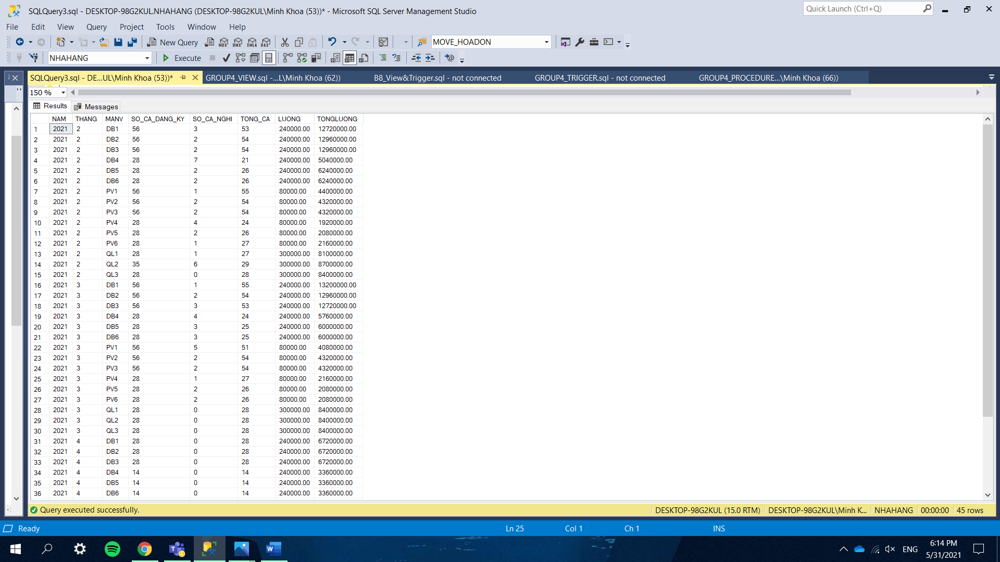 SQLQuery3.sql - DESKTOP-98G2KUL.NHAHANG (DESKTOP-98G2KUL\Minh Khoa (53))* - Microsoft SQL Server Management Studio
Quick Launch (Ctrl+Q)
File Edit View Query Project Tools Window Help
New Query MDX DMX XMLA DAX MOVE_HOADON
NHAHANG Execute
SQLQuery3.sql - DE...UL\Minh Khoa (53))* GROUP4_VIEW.sql -...L\Minh Khoa (62)) B8_View&Trigger.sql - not connected GROUP4_TRIGGER.sql - not connected GROUP4_PROCEDURE...\Minh Khoa (66))
150 %
Results Messages
NAM THANG MANV SO_CA_DANG_KY SO_CA_NGHI TONG_CA LUONG TONGLUONG
1 2021 2 DB1 56 3 53 240000.00 12720000.00
2 2021 2 DB2 56 2 54 240000.00 12960000.00
3 2021 2 DB3 56 2 54 240000.00 12960000.00
4 2021 2 DB4 28 7 21 240000.00 5040000.00
5 2021 2 DB5 28 2 26 240000.00 6240000.00
6 2021 2 DB6 28 2 26 240000.00 6240000.00
7 2021 2 PV1 56 1 55 80000.00 4400000.00
8 2021 2 PV2 56 2 54 80000.00 4320000.00
9 2021 2 PV3 56 2 54 80000.00 4320000.00
10 2021 2 PV4 28 4 24 80000.00 1920000.00
11 2021 2 PV5 28 2 26 80000.00 2080000.00
12 2021 2 PV6 28 1 27 80000.00 2160000.00
13 2021 2 QL1 28 1 27 300000.00 8100000.00
14 2021 2 QL2 35 6 29 300000.00 8700000.00
15 2021 2 QL3 28 0 28 300000.00 8400000.00
16 2021 3 DB1 56 1 55 240000.00 13200000.00
17 2021 3 DB2 56 2 54 240000.00 12960000.00
18 2021 3 DB3 56 3 53 240000.00 12720000.00
19 2021 3 DB4 28 4 24 240000.00 5760000.00
20 2021 3 DB5 28 3 25 240000.00 6000000.00
21 2021 3 DB6 28 3 25 240000.00 6000000.00
22 2021 3 PV1 56 5 51 80000.00 4080000.00
23 2021 3 PV2 56 2 54 80000.00 4320000.00
24 2021 3 PV3 56 2 54 80000.00 4320000.00
25 2021 3 PV4 28 1 27 80000.00 2160000.00
26 2021 3 PV5 28 2 26 80000.00 2080000.00
27 2021 3 PV6 28 2 26 80000.00 2080000.00
28 2021 3 QL1 28 0 28 300000.00 8400000.00
29 2021 3 QL2 28 0 28 300000.00 8400000.00
30 2021 3 QL3 28 0 28 300000.00 8400000.00
31 2021 4 DB1 28 0 28 240000.00 6720000.00
32 2021 4 DB2 28 0 28 240000.00 6720000.00
33 2021 4 DB3 28 0 28 240000.00 6720000.00
34 2021 4 DB4 14 0 14 240000.00 3360000.00
35 2021 4 DB5 14 0 14 240000.00 3360000.00
36 2021 4 DB6 14 0 14 240000.00 3360000.00
Query executed successfully. DESKTOP-98G2KUL (15.0 RTM) DESKTOP-98G2KUL\Minh K... NHAHANG 00:00:00 45 rows
Ready Ln 25 Col 1 Ch 1 INS
ENG 6:14 PM
5/31/2021